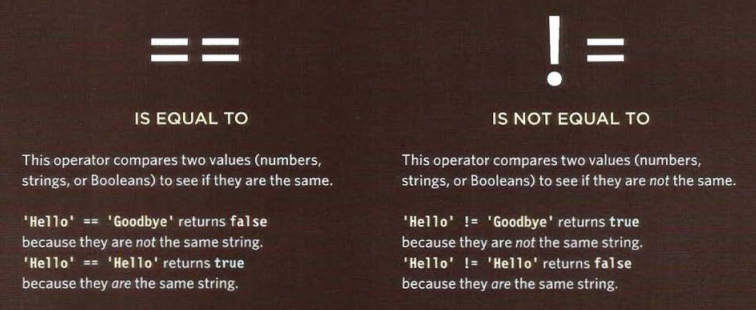 ==
IS EQUAL TO
This operator compares two values (numbers,
strings, or Booleans) to see if they are the same.
'Hello' == 'Goodbye' returns false
because they are not the same string.
'Hello' == 'Hello' returns true
because they are the same string.
!=
IS NOT EQUAL TO
This operator compares two values (numbers,
strings, or Booleans) to see if they are not the same.
'Hello' != 'Goodbye' returns true
because they are not the same string.
'Hello' != 'Hello' returns false
because they are the same string.